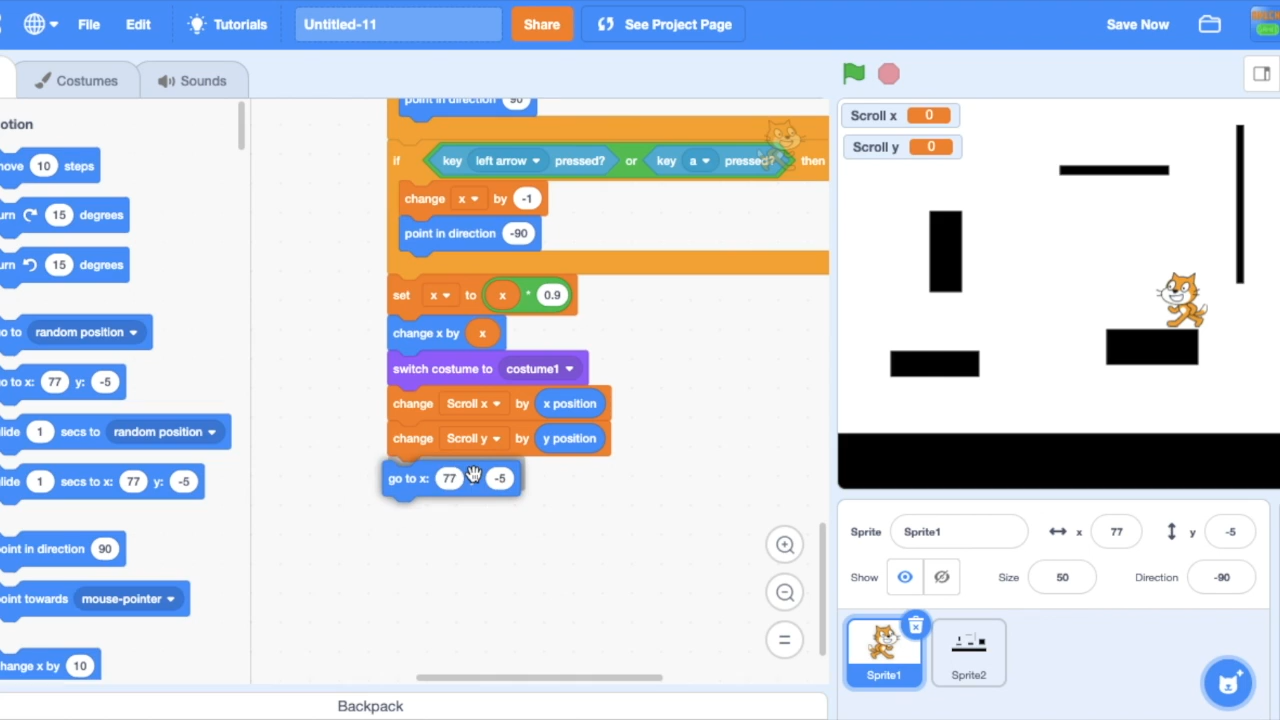 File Edit Tutorials Untitled-11 Share See Project Page Save Now
Costumes Sounds
otion
nove 10 steps
urn 15 degrees
urn 15 degrees
o to random position
o to x: 77 y: -5
lide 1 secs to random position
lide 1 secs to x: 77 y: -5
oint in direction 90
oint towards mouse-pointer
hange x by 10
point in direction 90
if key left arrow pressed? or key a pressed? then
change x by -1
point in direction -90
set x to x * 0.9
change x by x
switch costume to costume1
change Scroll x by x position
change Scroll y by y position
go to x: 77 -5
Backpack
Scroll x 0
Scroll y 0
Sprite Sprite1 x 77 y -5
Show Size 50 Direction -90
Sprite1 Sprite2